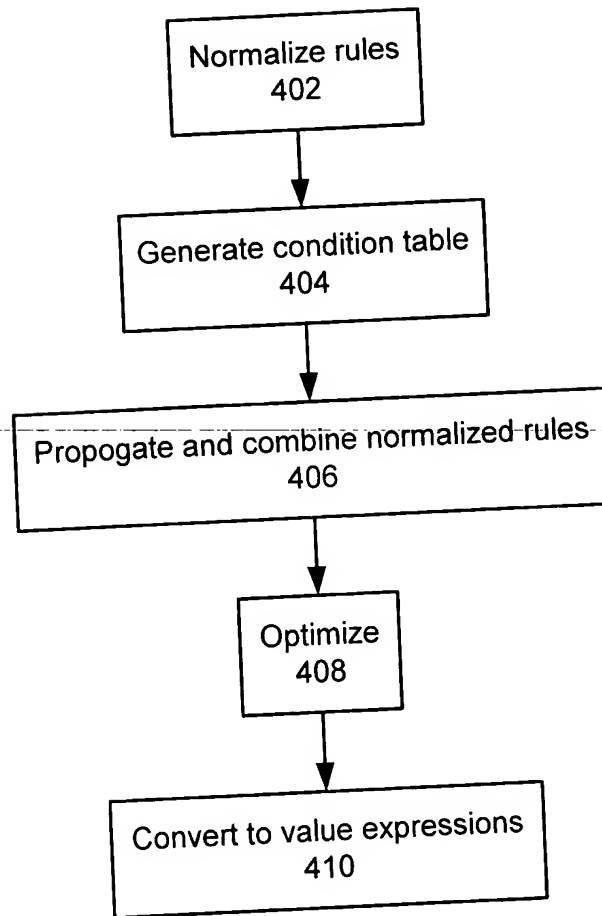 Normalize rules
402
Generate condition table
404
Propogate and combine normalized rules
406
Optimize
408
Convert to value expressions
410